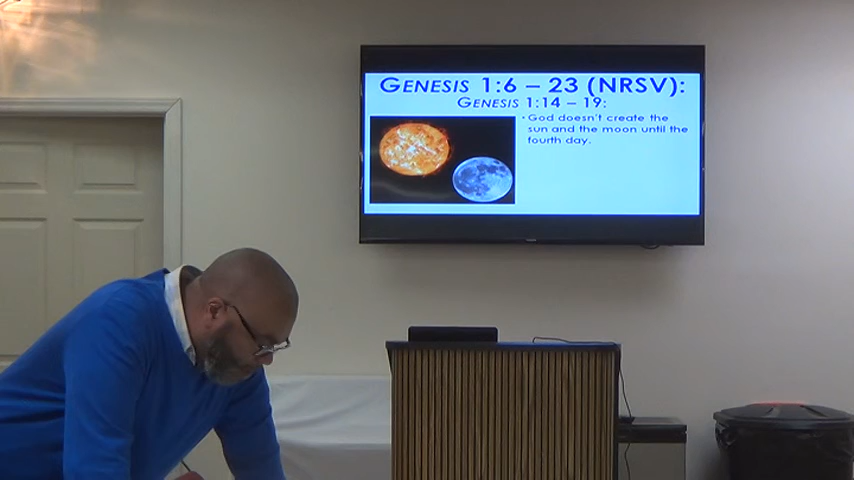 GENESIS 1:6 – 23 (NRSV):
GENESIS 1:14 – 19:
• God doesn't create the
sun and the moon until the
fourth day.